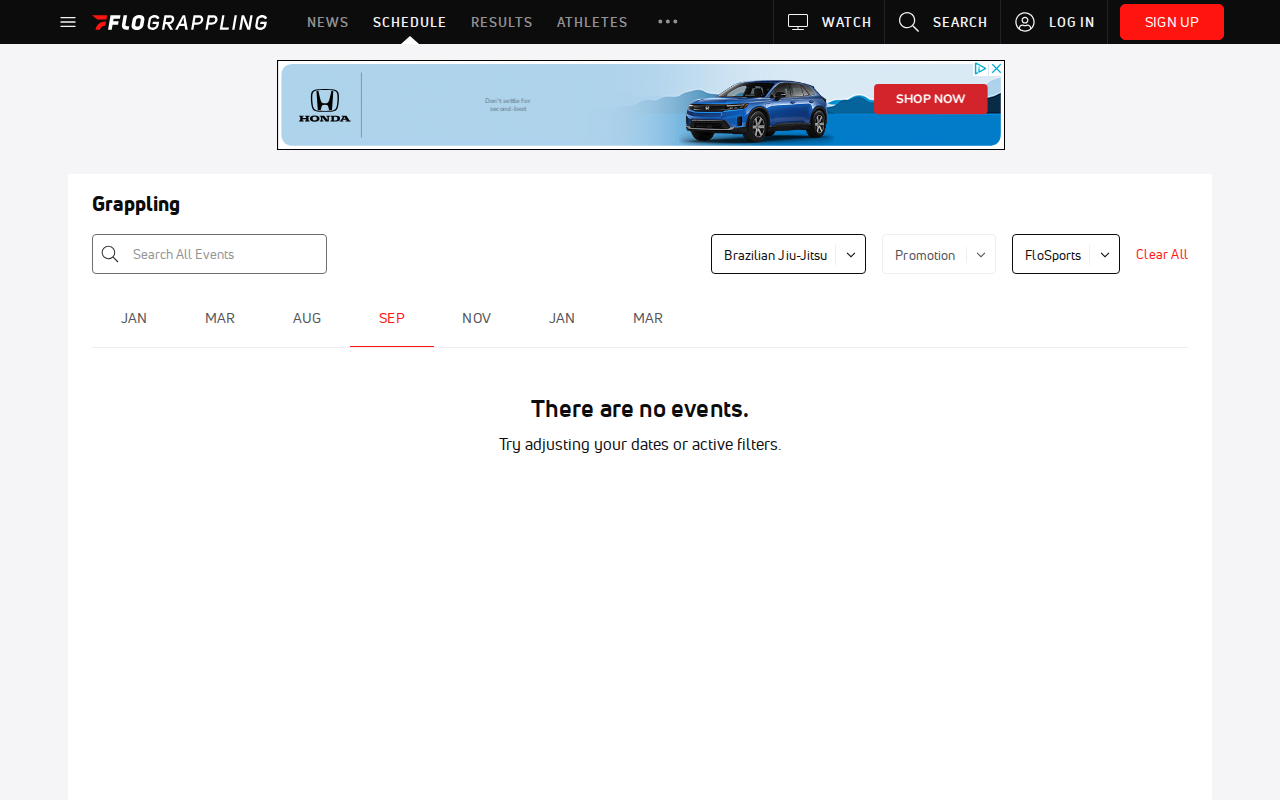 FLOGRAPPLING NEWS SCHEDULE RESULTS ATHLETES WATCH SEARCH LOG IN SIGN UP
HONDA
Don't settle for
second-best
SHOP NOW
Grappling
Search All Events
Brazilian Jiu-Jitsu
Promotion
FloSports
Clear All
JAN MAR AUG SEP NOV JAN MAR
There are no events.
Try adjusting your dates or active filters.